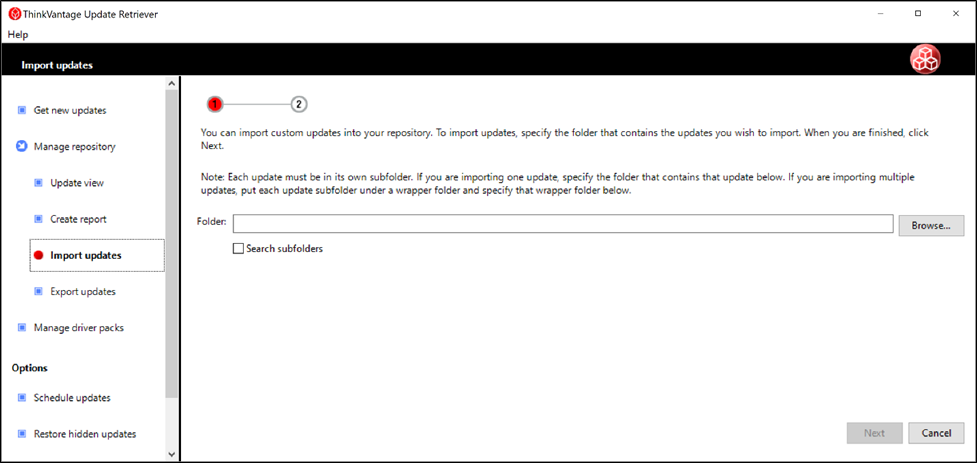 ThinkVantage Update Retriever
Help
Import updates
Get new updates
Manage repository
Update view
Create report
Import updates
Export updates
Manage driver packs
Options
Schedule updates
Restore hidden updates
1 2
You can import custom updates into your repository. To import updates, specify the folder that contains the updates you wish to import. When you are finished, click
Next.
Note: Each update must be in its own subfolder. If you are importing one update, specify the folder that contains that update below. If you are importing multiple
updates, put each update subfolder under a wrapper folder and specify that wrapper folder below.
Folder: Browse...
Search subfolders
Next Cancel